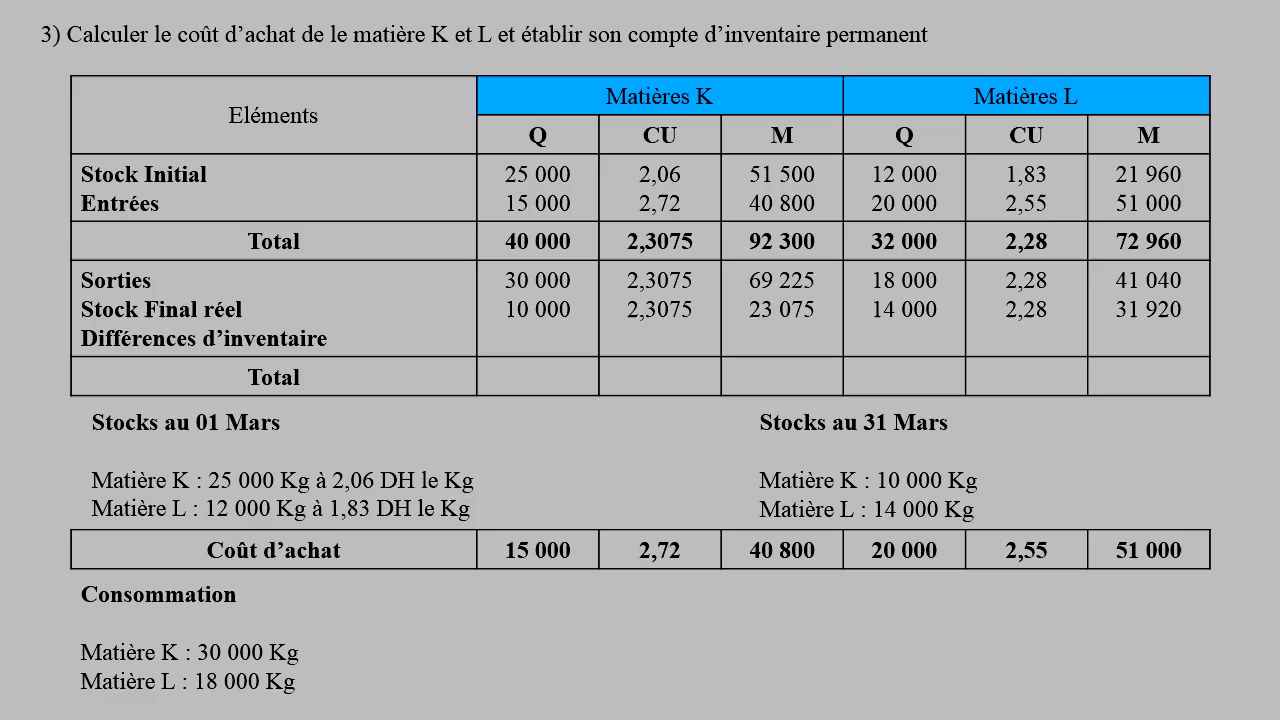 3) Calculer le coût d’achat de le matière K et L et établir son compte d’inventaire permanent
Eléments Matières K Matières L
Q CU M Q CU M
Stock Initial 25 000 2,06 51 500 12 000 1,83 21 960
Entrées 15 000 2,72 40 800 20 000 2,55 51 000
Total 40 000 2,3075 92 300 32 000 2,28 72 960
Sorties 30 000 2,3075 69 225 18 000 2,28 41 040
Stock Final réel 10 000 2,3075 23 075 14 000 2,28 31 920
Différences d’inventaire
Total
Stocks au 01 Mars
Matière K : 25 000 Kg à 2,06 DH le Kg
Matière L : 12 000 Kg à 1,83 DH le Kg
Stocks au 31 Mars
Matière K : 10 000 Kg
Matière L : 14 000 Kg
Coût d’achat 15 000 2,72 40 800 20 000 2,55 51 000
Consommation
Matière K : 30 000 Kg
Matière L : 18 000 Kg